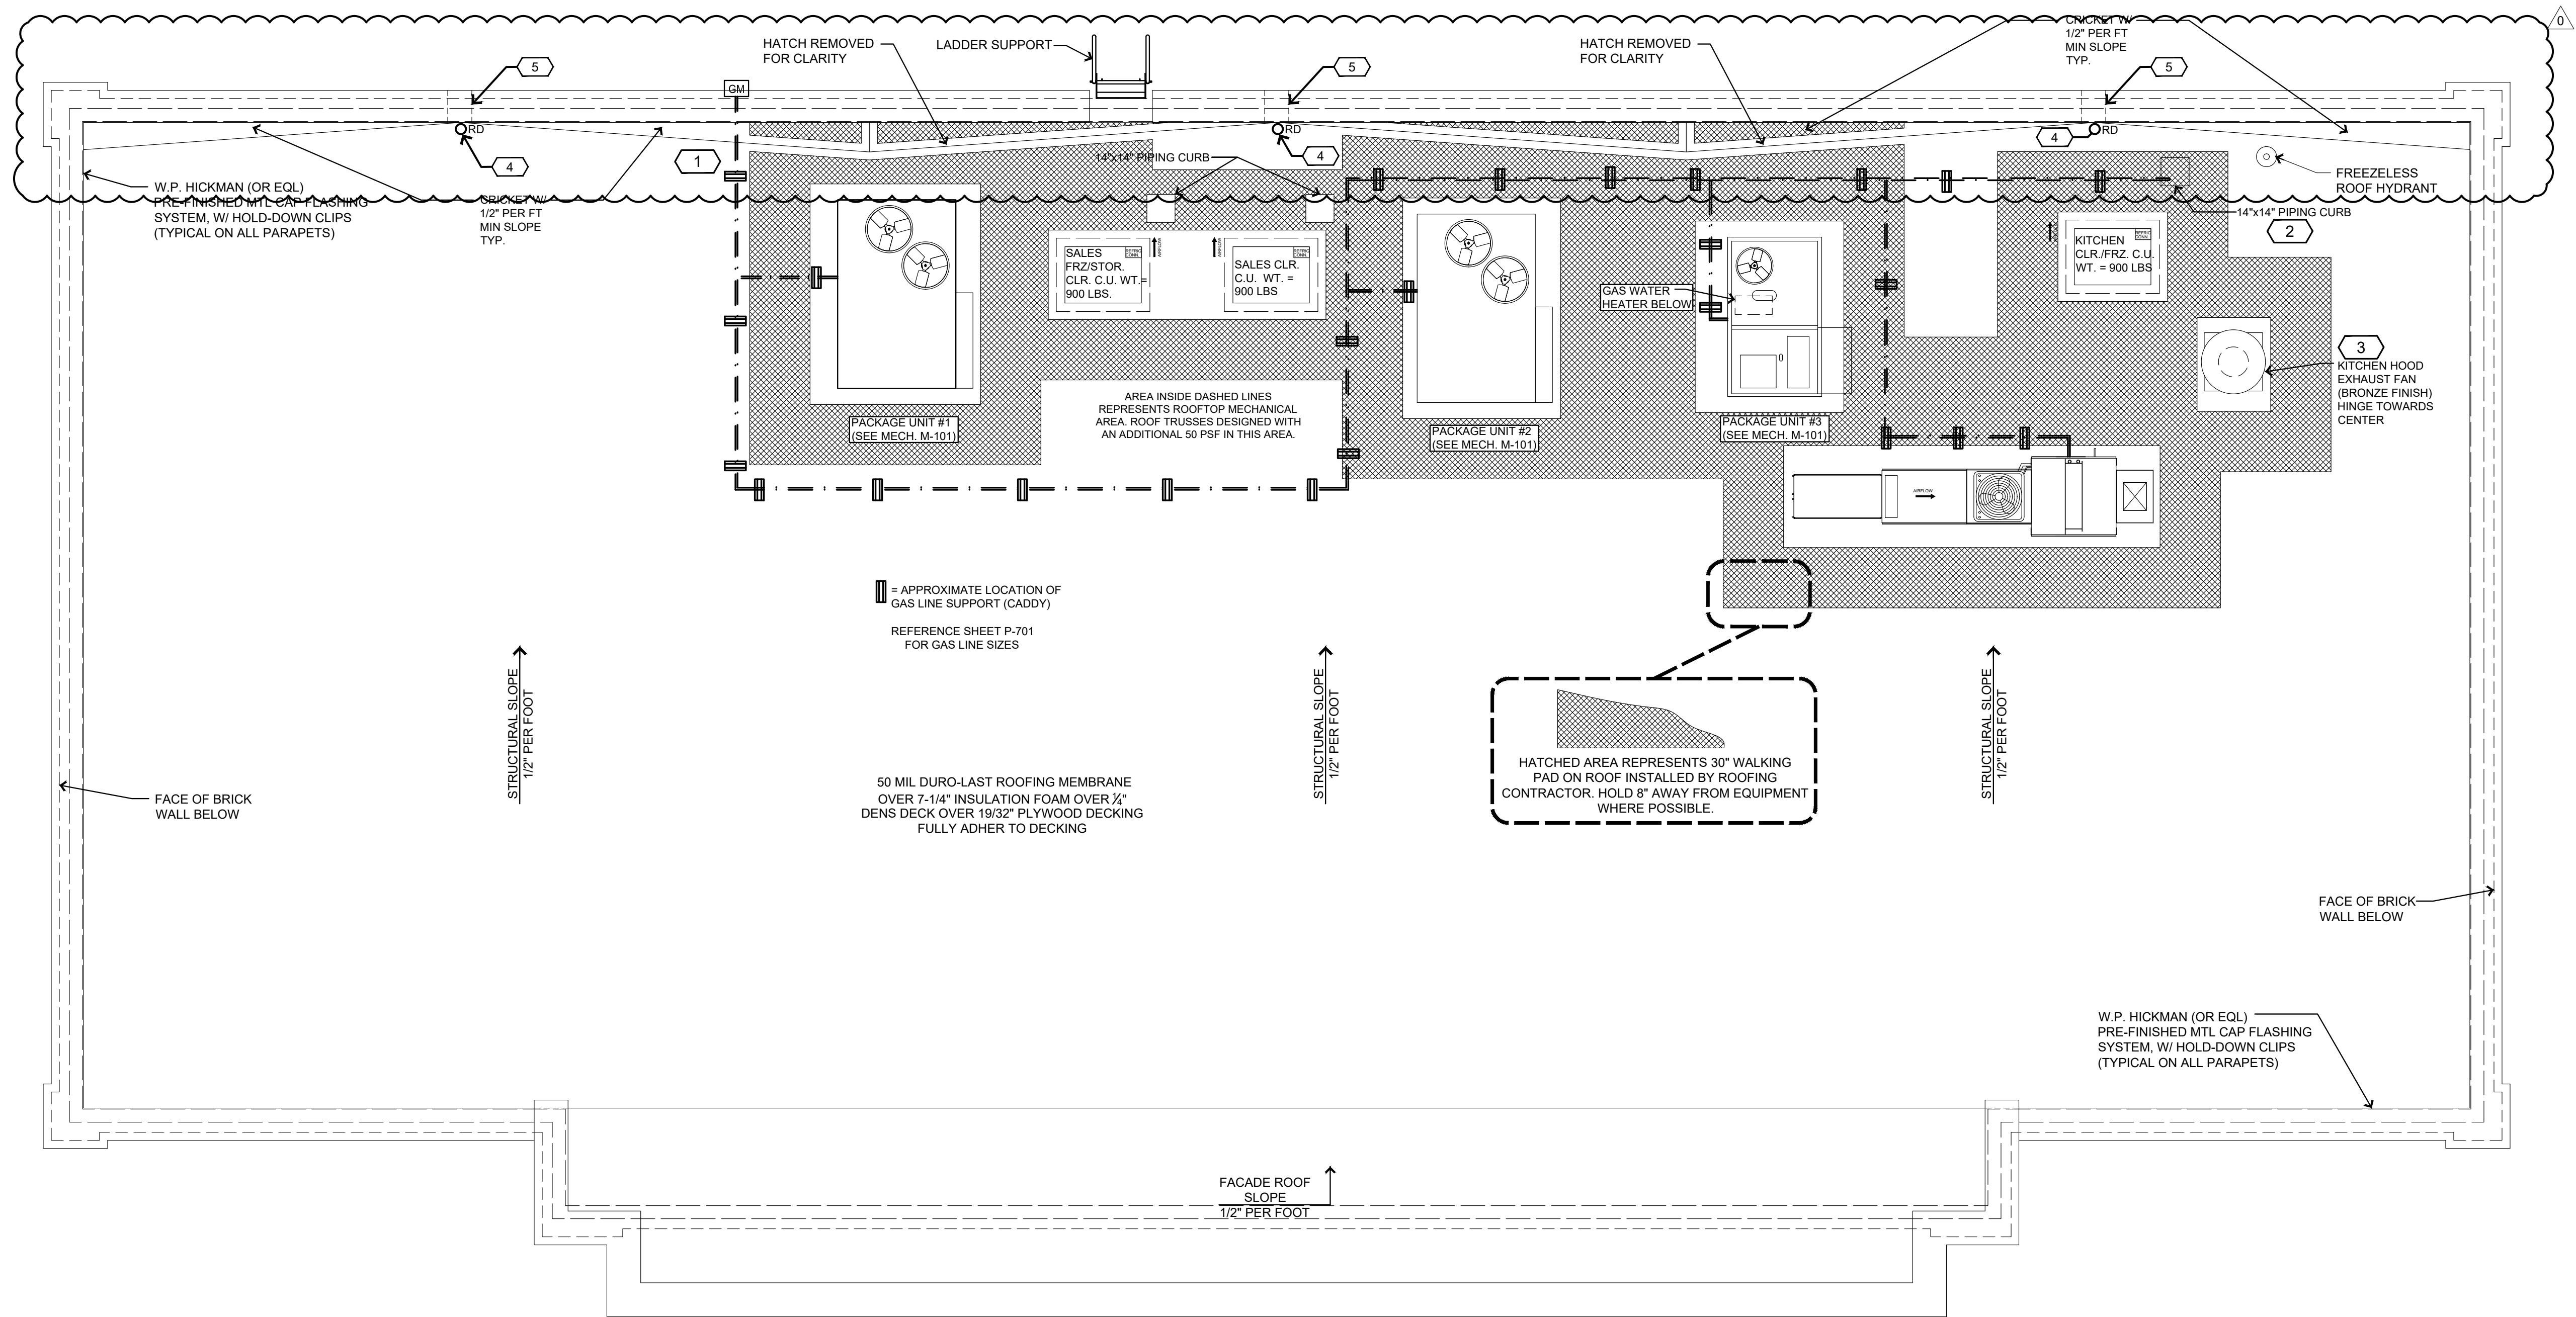 0
CRICKET W/
1/2" PER FT
MIN SLOPE
TYP.
HATCH REMOVED
FOR CLARITY
LADDER SUPPORT
HATCH REMOVED
FOR CLARITY
5
5
5
GM
RD
RD
RD
4
4
4
1
14"x14" PIPING CURB
W.P. HICKMAN (OR EQL)
PRE-FINISHED MTL CAP FLASHING
SYSTEM, W/ HOLD-DOWN CLIPS
(TYPICAL ON ALL PARAPETS)
CRICKET W/
1/2" PER FT
MIN SLOPE
TYP.
FREEZELESS
ROOF HYDRANT
14"x14" PIPING CURB
2
SALES
FRZ/STOR.
CLR. C.U. WT.=
900 LBS.
REFRIG
CONN.
AIRFLOW
AIRFLOW
SALES CLR.
C.U. WT. =
900 LBS
REFRIG
CONN.
AIRFLOW
KITCHEN
CLR./FRZ. C.U.
WT. = 900 LBS
REFRIG
CONN.
GAS WATER
HEATER BELOW
3
KITCHEN HOOD
EXHAUST FAN
(BRONZE FINISH)
HINGE TOWARDS
CENTER
AREA INSIDE DASHED LINES
REPRESENTS ROOFTOP MECHANICAL
AREA. ROOF TRUSSES DESIGNED WITH
AN ADDITIONAL 50 PSF IN THIS AREA.
PACKAGE UNIT #1
(SEE MECH. M-101)
PACKAGE UNIT #2
(SEE MECH. M-101)
PACKAGE UNIT #3
(SEE MECH. M-101)
AIRFLOW
= APPROXIMATE LOCATION OF
GAS LINE SUPPORT (CADDY)
REFERENCE SHEET P-701
FOR GAS LINE SIZES
STRUCTURAL SLOPE
1/2" PER FOOT
STRUCTURAL SLOPE
1/2" PER FOOT
STRUCTURAL SLOPE
1/2" PER FOOT
HATCHED AREA REPRESENTS 30" WALKING
PAD ON ROOF INSTALLED BY ROOFING
CONTRACTOR. HOLD 8" AWAY FROM EQUIPMENT
WHERE POSSIBLE.
50 MIL DURO-LAST ROOFING MEMBRANE
OVER 7-1/4" INSULATION FOAM OVER ¼"
DENS DECK OVER 19/32" PLYWOOD DECKING
FULLY ADHER TO DECKING
FACE OF BRICK
WALL BELOW
FACE OF BRICK
WALL BELOW
W.P. HICKMAN (OR EQL)
PRE-FINISHED MTL CAP FLASHING
SYSTEM, W/ HOLD-DOWN CLIPS
(TYPICAL ON ALL PARAPETS)
FACADE ROOF
SLOPE
1/2" PER FOOT